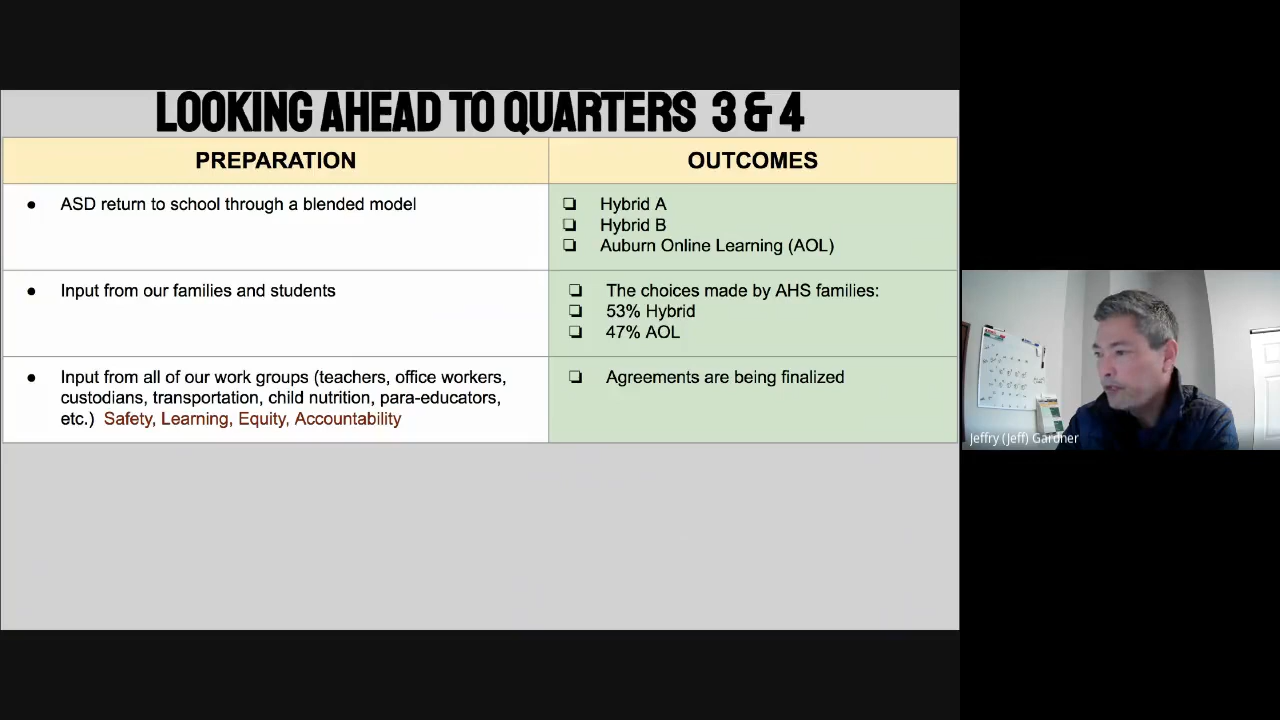 LOOKING AHEAD TO QUARTERS 3 & 4
PREPARATION
OUTCOMES
● ASD return to school through a blended model
❏ Hybrid A
❏ Hybrid B
❏ Auburn Online Learning (AOL)
● Input from our families and students
❏ The choices made by AHS families:
❏ 53% Hybrid
❏ 47% AOL
● Input from all of our work groups (teachers, office workers,
custodians, transportation, child nutrition, para-educators,
etc.) Safety, Learning, Equity, Accountability
❏ Agreements are being finalized
Jeffry (Jeff) Gardner